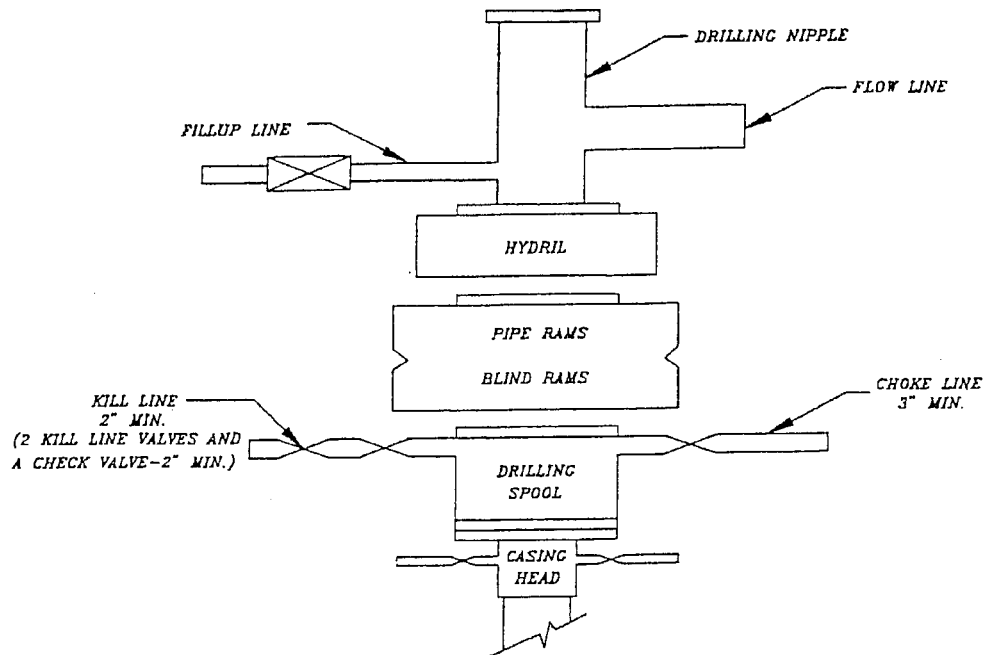 DRILLING NIPPLE
FLOW LINE
FILLUP LINE
HYDRIL
PIPE RAMS
BLIND RAMS
KILL LINE
2" MIN.
(2 KILL LINE VALVES AND
A CHECK VALVE-2" MIN.)
CHOKE LINE
3" MIN.
DRILLING
SPOOL
CASING
HEAD